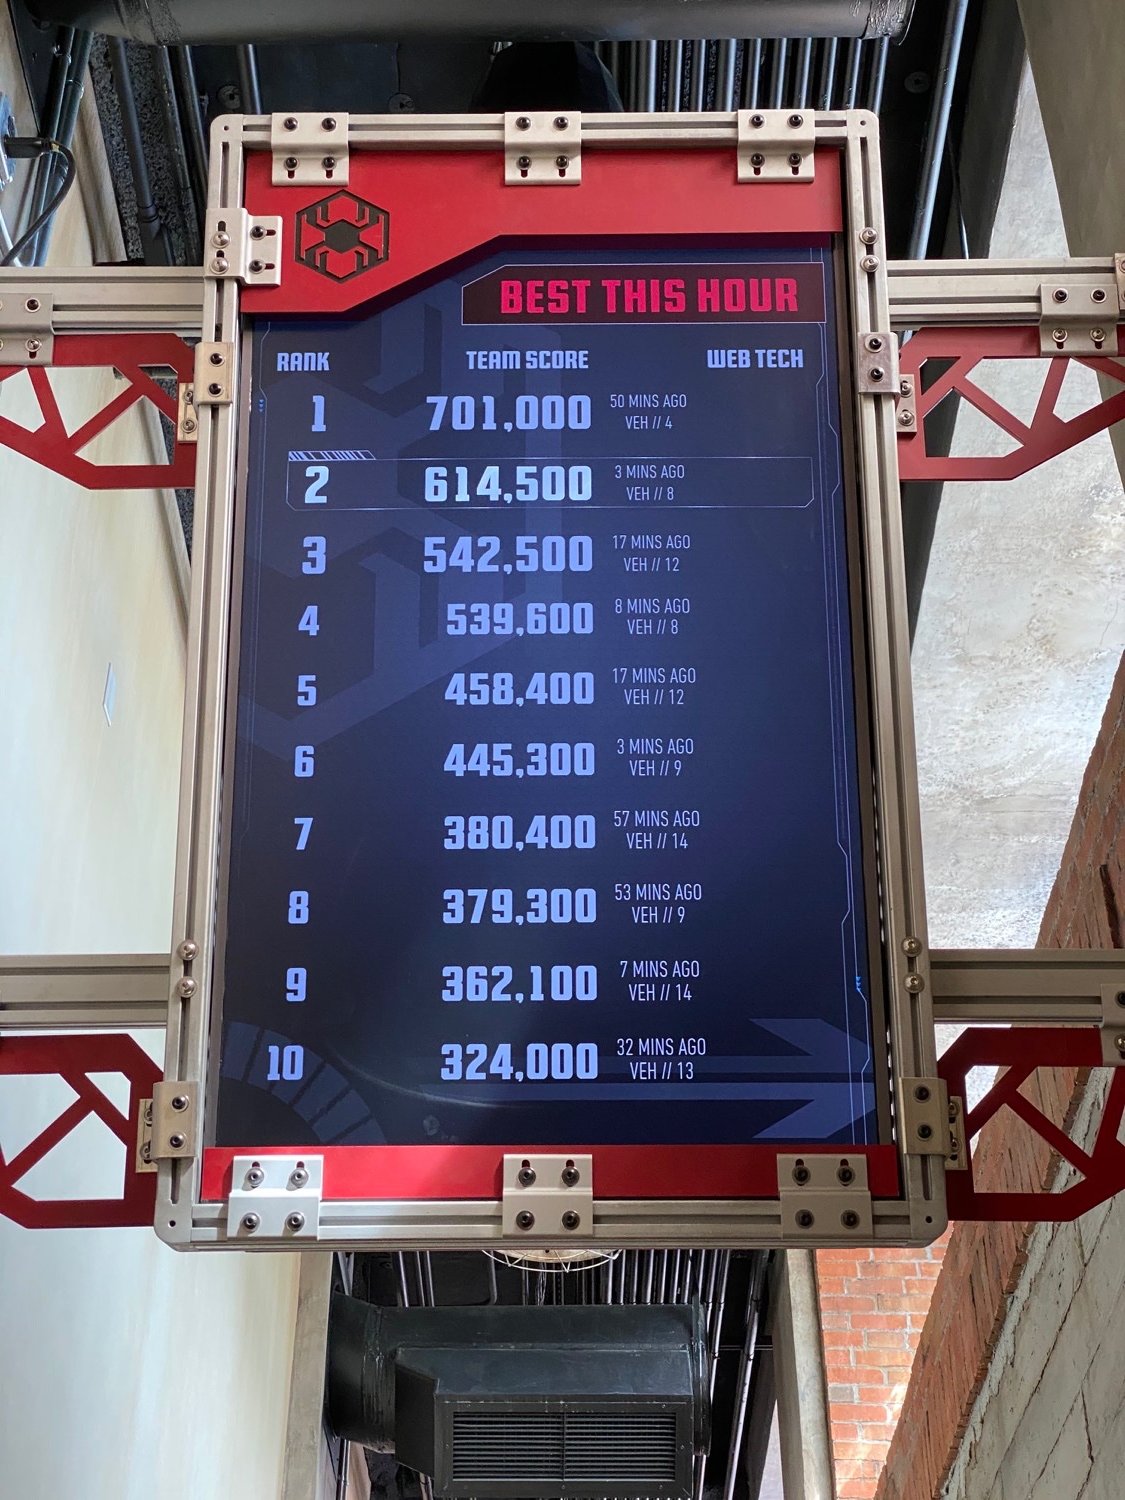 BEST THIS HOUR
RANK TEAM SCORE WEB TECH
1 701,000 50 MINS AGO
VEH // 4
2 614,500 3 MINS AGO
VEH // 8
3 542,500 17 MINS AGO
VEH // 12
4 539,600 8 MINS AGO
VEH // 8
5 458,400 17 MINS AGO
VEH // 12
6 445,300 3 MINS AGO
VEH // 9
7 380,400 57 MINS AGO
VEH // 14
8 379,300 53 MINS AGO
VEH // 9
9 362,100 7 MINS AGO
VEH // 14
10 324,000 32 MINS AGO
VEH // 13